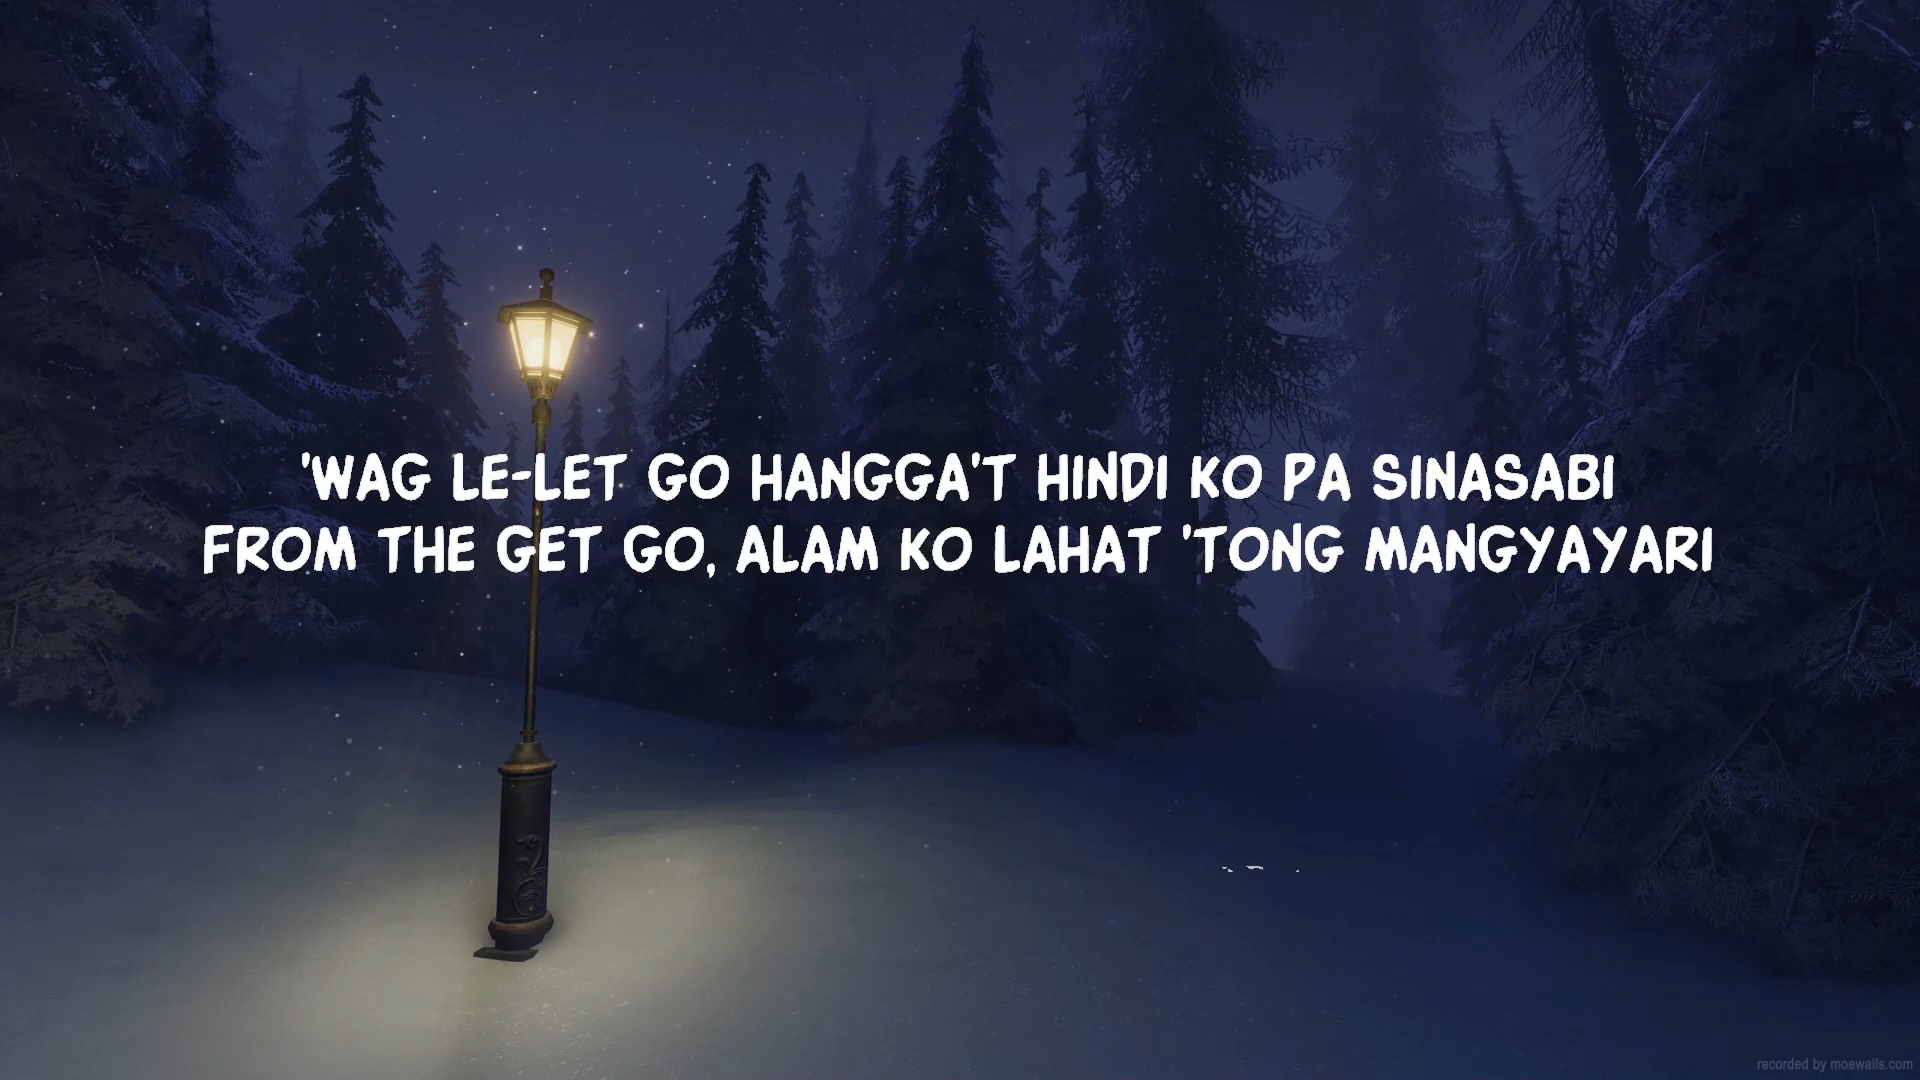 'WAG LE-LET GO HANGGA'T HINDI KO PA SINASABI
FROM THE GET GO, ALAM KO LAHAT 'TONG MANGYAYARI
recorded by moewalls.com